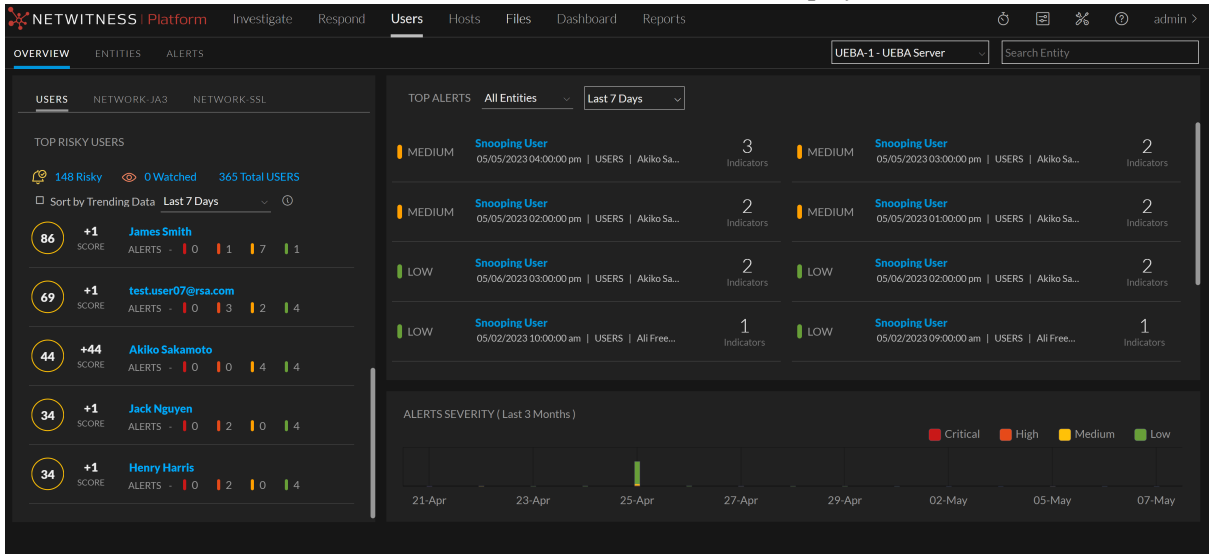 NETWITNESS Platform Investigate Respond Users Hosts Files Dashboard Reports admin >
OVERVIEW ENTITIES ALERTS UEBA-1 - UEBA Server Search Entity
USERS NETWORK-JA3 NETWORK-SSL
TOP RISKY USERS
148 Risky 0 Watched 365 Total USERS
Sort by Trending Data Last 7 Days
86 +1 SCORE James Smith
ALERTS - 0 1 7 1
69 +1 SCORE test.user07@rsa.com
ALERTS - 0 3 2 4
44 +44 SCORE Akiko Sakamoto
ALERTS - 0 0 4 4
34 +1 SCORE Jack Nguyen
ALERTS - 0 2 0 4
34 +1 SCORE Henry Harris
ALERTS - 0 2 0 4
TOP ALERTS All Entities Last 7 Days
MEDIUM Snooping User 3 Indicators
05/05/2023 04:00:00 pm | USERS | Akiko Sa...
MEDIUM Snooping User 2 Indicators
05/05/2023 03:00:00 pm | USERS | Akiko Sa...
MEDIUM Snooping User 2 Indicators
05/05/2023 02:00:00 pm | USERS | Akiko Sa...
MEDIUM Snooping User 2 Indicators
05/05/2023 01:00:00 pm | USERS | Akiko Sa...
LOW Snooping User 2 Indicators
05/06/2023 03:00:00 pm | USERS | Akiko Sa...
LOW Snooping User 2 Indicators
05/06/2023 02:00:00 pm | USERS | Akiko Sa...
LOW Snooping User 1 Indicators
05/02/2023 10:00:00 am | USERS | Ali Free...
LOW Snooping User 1 Indicators
05/02/2023 09:00:00 am | USERS | Ali Free...
ALERTS SEVERITY ( Last 3 Months )
Critical High Medium Low
21-Apr 23-Apr 25-Apr 27-Apr 29-Apr 02-May 05-May 07-May